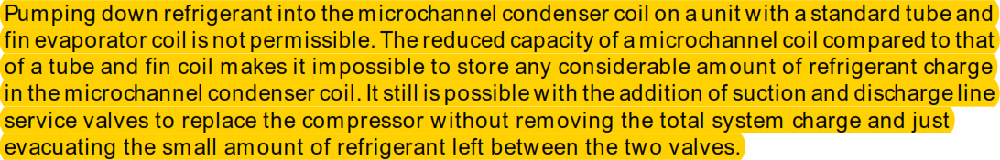 Pumping down refrigerant into the microchannel condenser coil on a unit with a standard tube and
fin evaporator coil is not permissible. The reduced capacity of a microchannel coil compared to that
of a tube and fin coil makes it impossible to store any considerable amount of refrigerant charge
in the microchannel condenser coil. It still is possible with the addition of suction and discharge line
service valves to replace the compressor without removing the total system charge and just
evacuating the small amount of refrigerant left between the two valves.